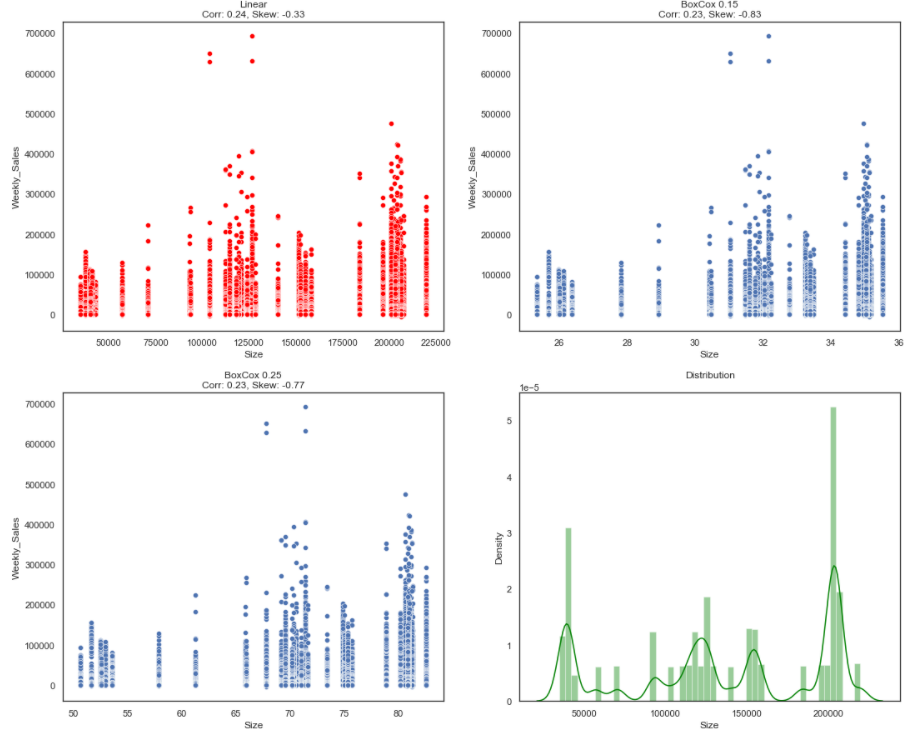 Linear
Corr: 0.24, Skew: -0.33
700000
600000
500000
400000
300000
200000
100000
0
Weekly_Sales
50000 75000 100000 125000 150000 175000 200000 225000
Size
BoxCox 0.15
Corr: 0.23, Skew: -0.83
700000
600000
500000
400000
300000
200000
100000
0
Weekly_Sales
26 28 30 32 34 36
Size
BoxCox 0.25
Corr: 0.23, Skew: -0.77
700000
600000
500000
400000
300000
200000
100000
0
Weekly_Sales
50 55 60 65 70 75 80
Size
Distribution
1e−5
5
4
3
2
1
0
Density
50000 100000 150000 200000
Size